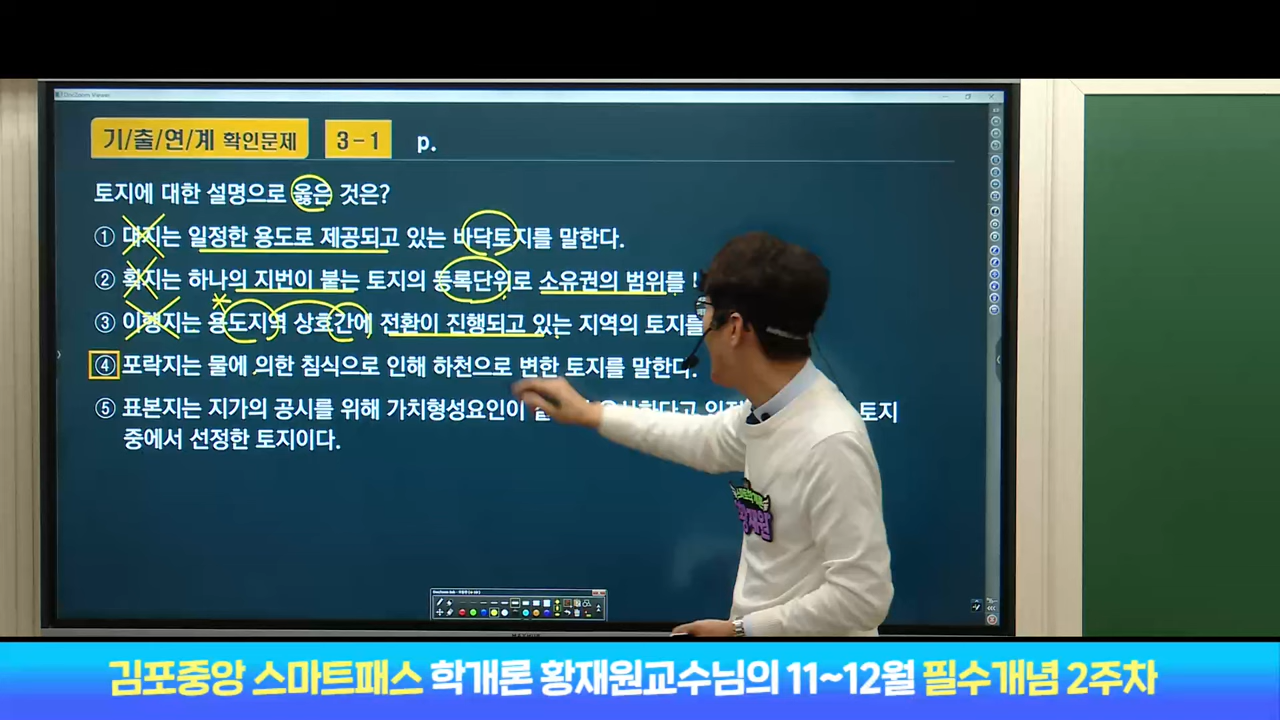 DocZoom Viewer
기/출/연/계 확인문제 3-1 p.
토지에 대한 설명으로 옳은 것은?
① 대지는 일정한 용도로 제공되고 있는 바닥토지를 말한다.
② 획지는 하나의 지번이 붙는 토지의 등록단위로 소유권의 범위를
③ 이행지는 용도지역 상호간에 전환이 진행되고 있는 지역의 토지를
④ 포락지는 물에 의한 침식으로 인해 하천으로 변한 토지를 말한다.
⑤ 표본지는 지가의 공시를 위해 가치형성요인이 토지
중에서 선정한 토지이다.
황재원
김포중앙 스마트패스 학개론 황재원교수님의 11~12월 필수개념 2주차